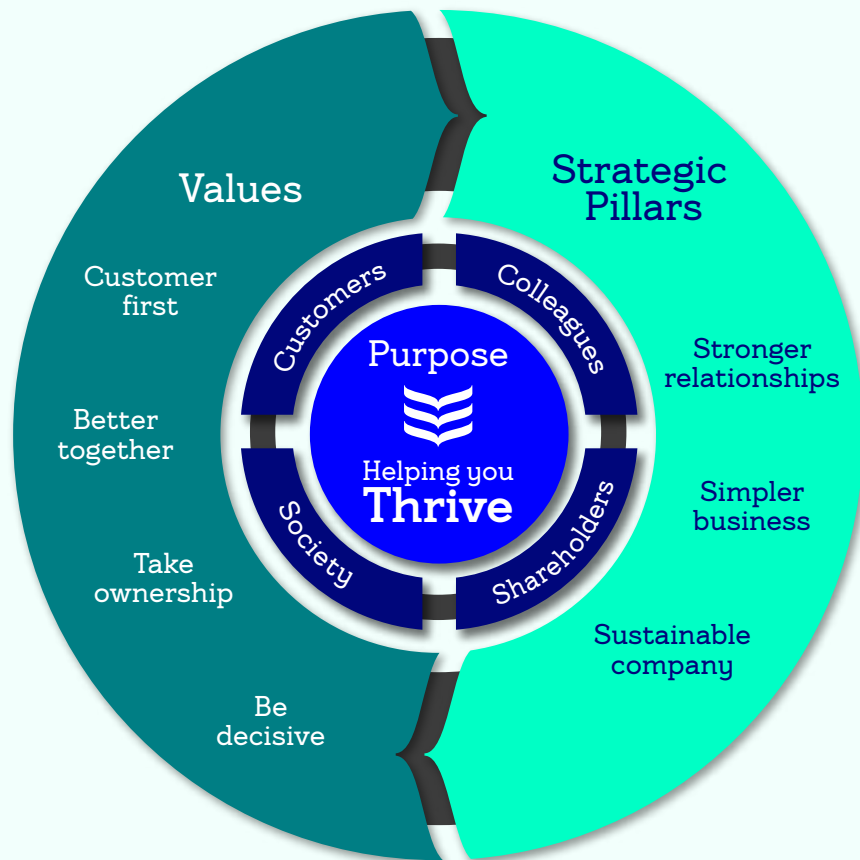 Values
Customer
first
Better
together
Take
ownership
Be
decisive
Strategic
Pillars
Stronger
relationships
Simpler
business
Sustainable
company
Customers
Colleagues
Society
Shareholders
Purpose
Helping you
Thrive